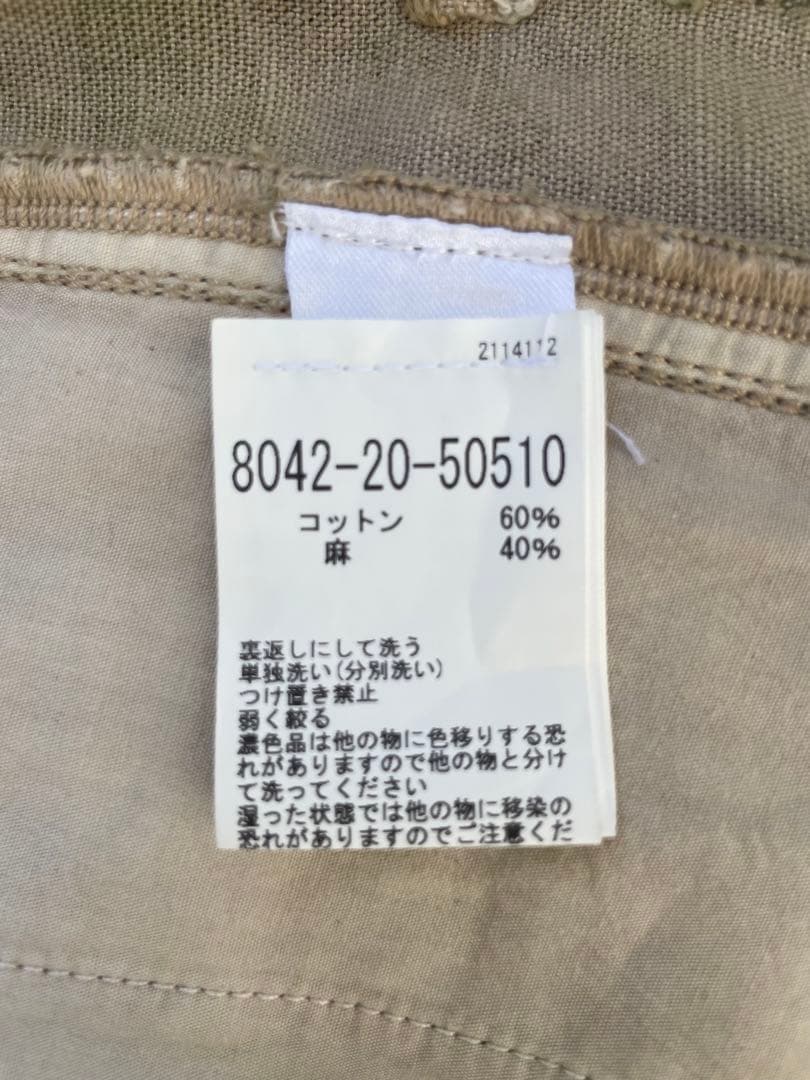 2114112
8042-20-50510
コットン 60%
麻 40%
裏返しにして洗う
単独洗い(分別洗い)
つけ置き禁止
弱く絞る
濃色品は他の物に色移りする恐
れがありますので他の物と分け
て洗ってください
湿った状態では他の物に移染の
恐れがありますのでご注意くだ